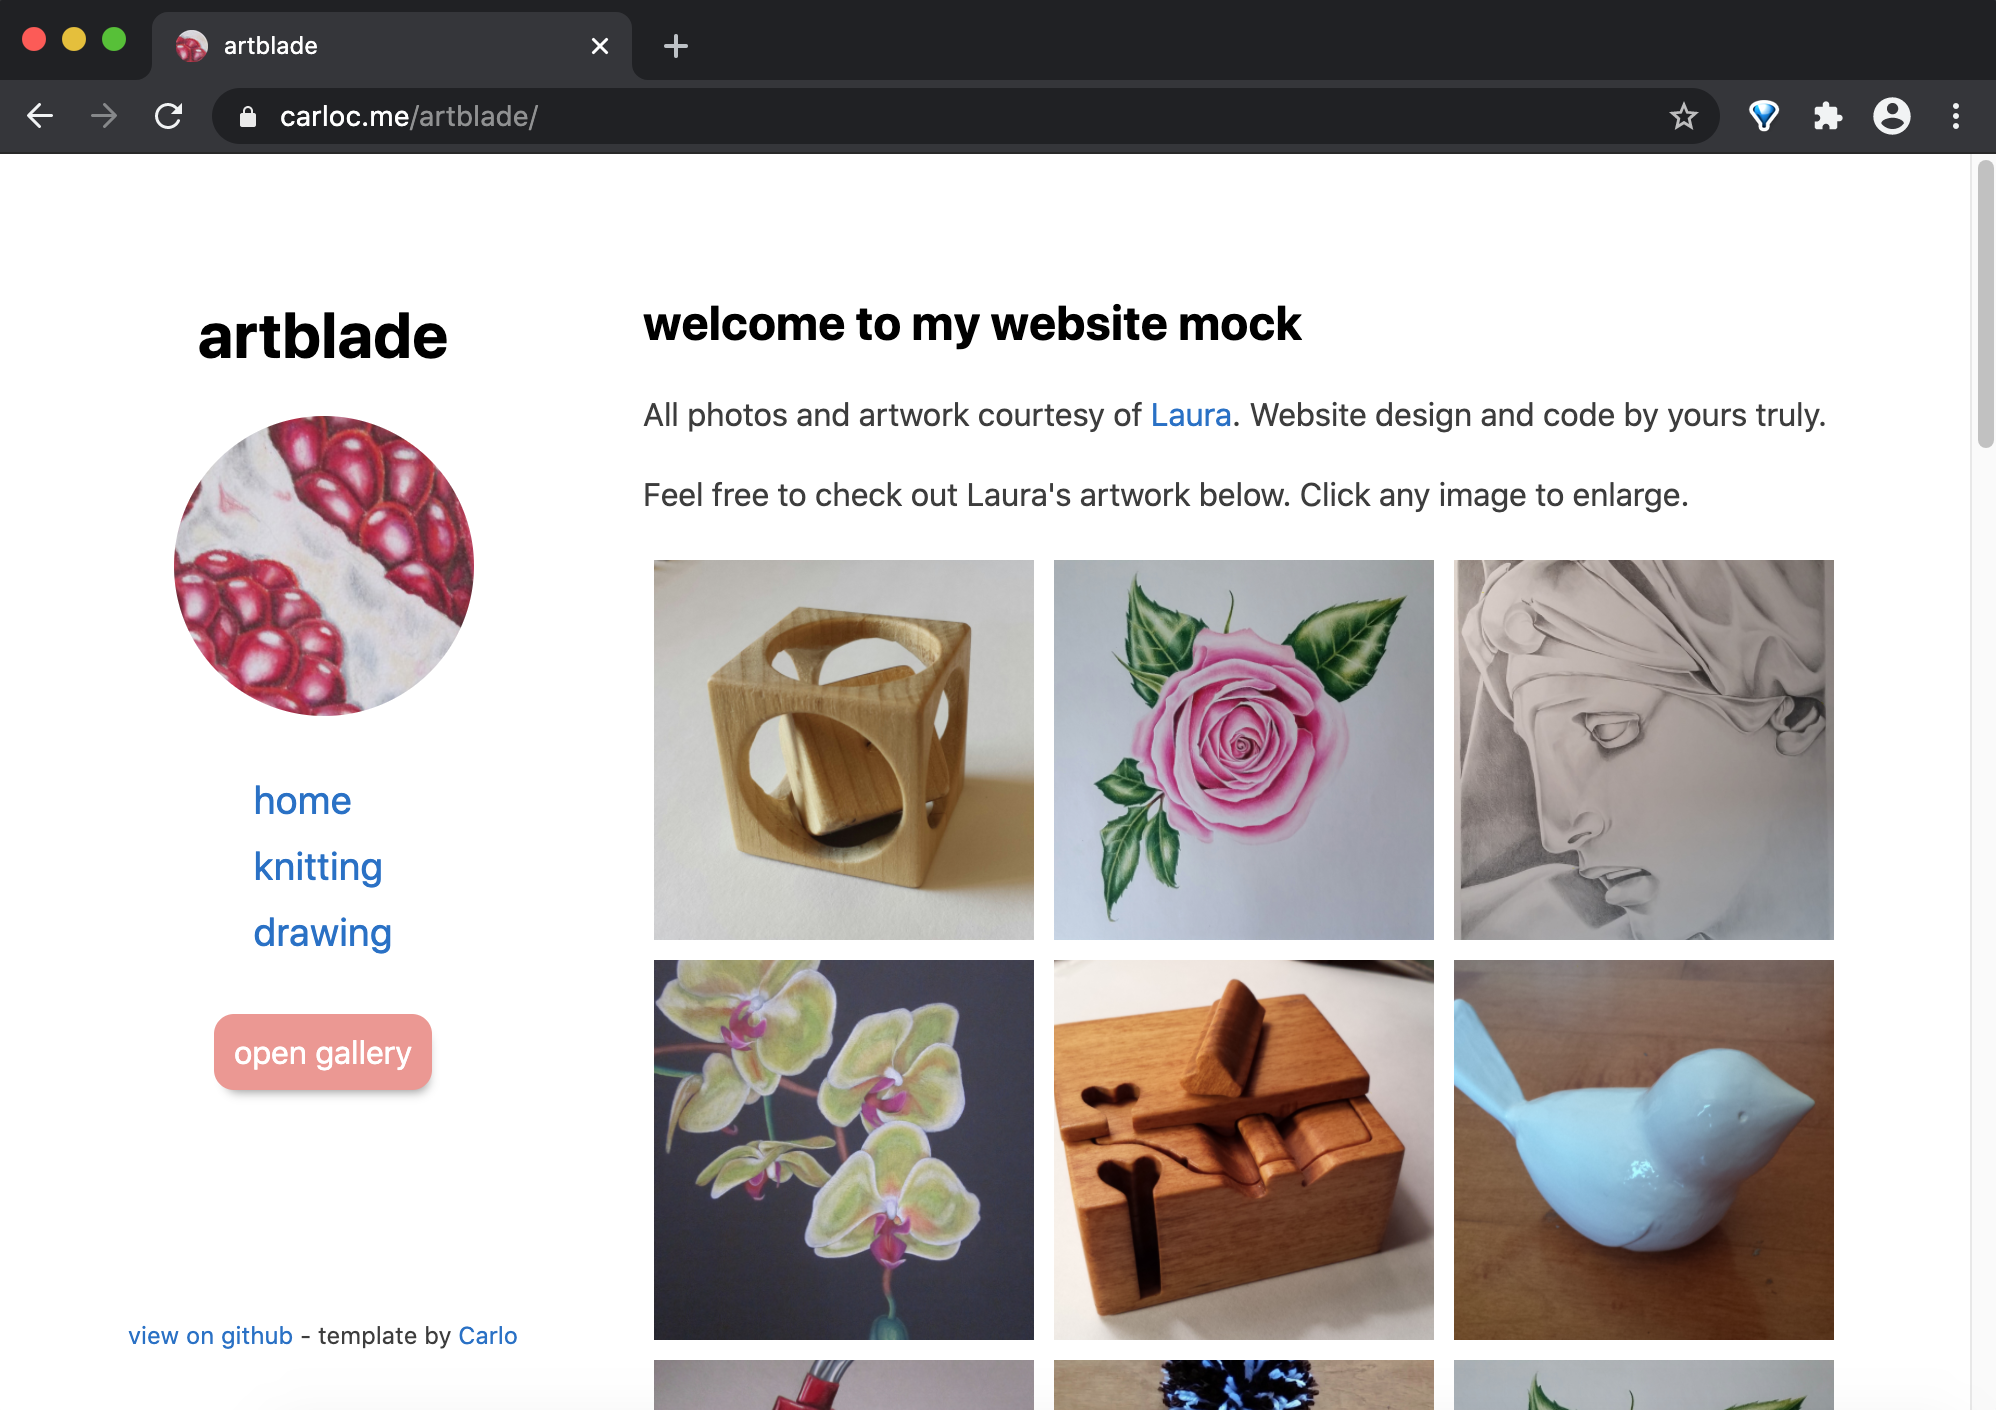 artblade
carloc.me/artblade/
artblade
home
knitting
drawing
open gallery
view on github - template by Carlo
welcome to my website mock
All photos and artwork courtesy of Laura. Website design and code by yours truly.
Feel free to check out Laura's artwork below. Click any image to enlarge.